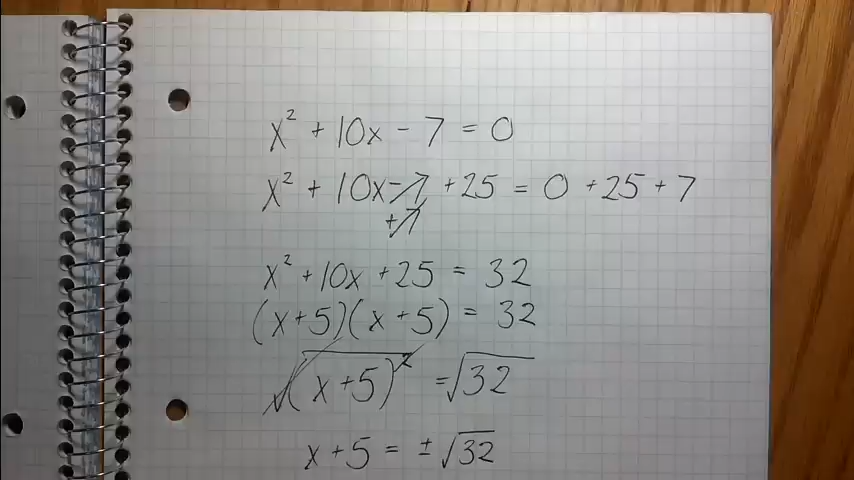 x² + 10x - 7 = 0
x² + 10x - 7 + 25 = 0 + 25 + 7
+7
x² + 10x + 25 = 32
(x + 5)(x + 5) = 32
√(x + 5)² = √32
x + 5 = ± √32